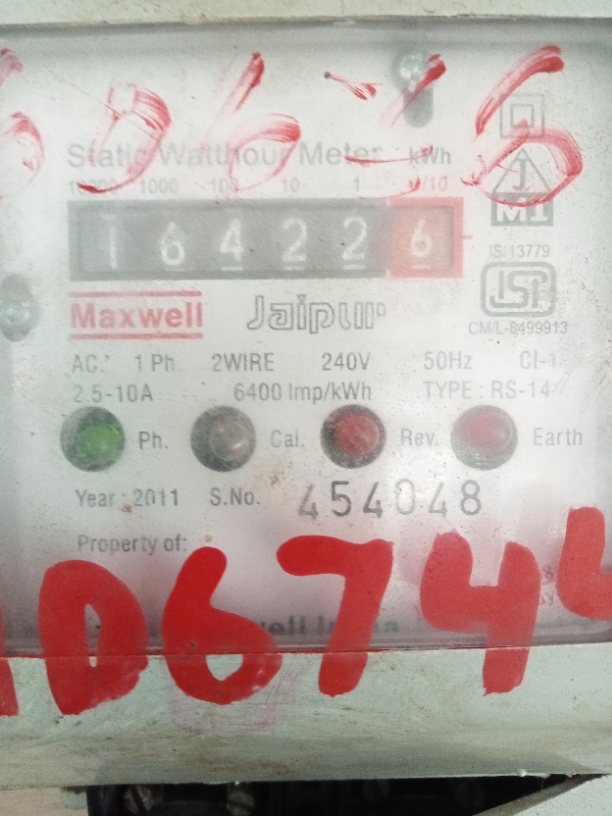 Static Watthour Meter kWh
10000 1000 100 10 1 1/10
1 6 4 2 2 6
IS:13779
Maxwell Jaipur
CM/L-8499913
AC. 1 Ph 2WIRE 240V 50Hz Cl-1
2.5-10A 6400 Imp/kWh TYPE : RS-14
Ph. Cal. Rev. Earth
Year : 2011 S.No. 454048
Property of:
D6744